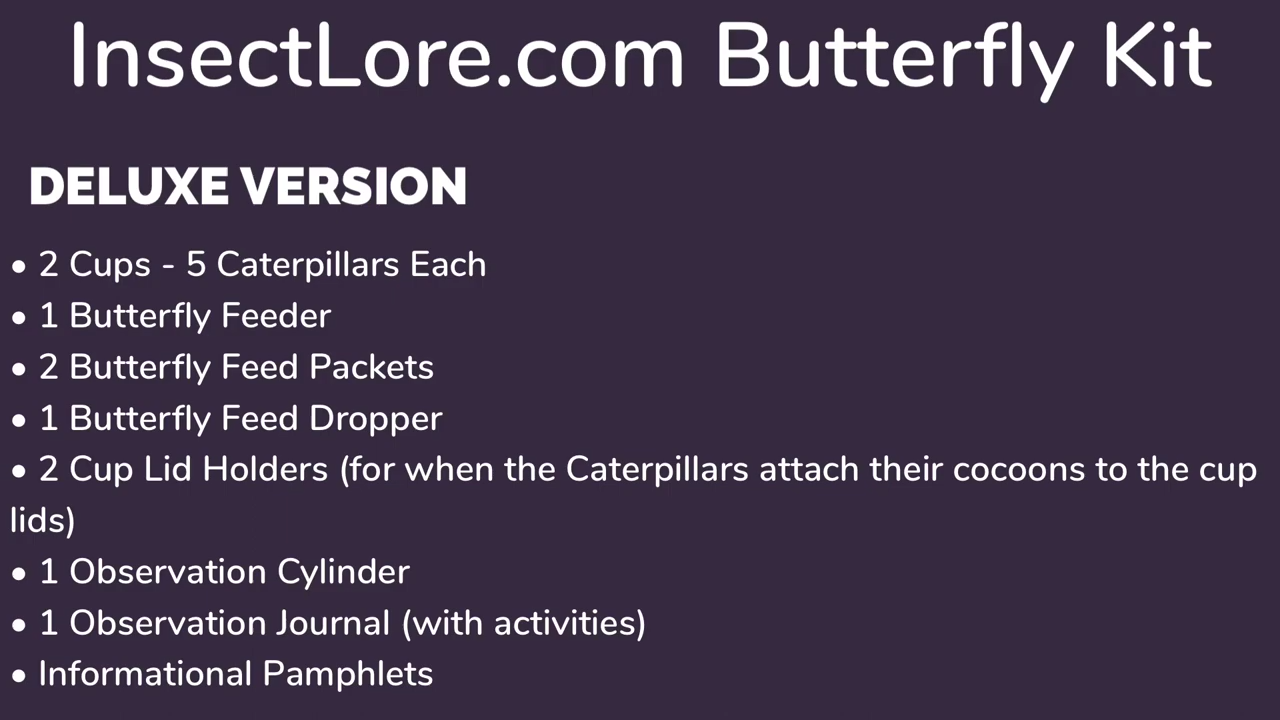 InsectLore.com Butterfly Kit
DELUXE VERSION
• 2 Cups - 5 Caterpillars Each
• 1 Butterfly Feeder
• 2 Butterfly Feed Packets
• 1 Butterfly Feed Dropper
• 2 Cup Lid Holders (for when the Caterpillars attach their cocoons to the cup
lids)
• 1 Observation Cylinder
• 1 Observation Journal (with activities)
• Informational Pamphlets